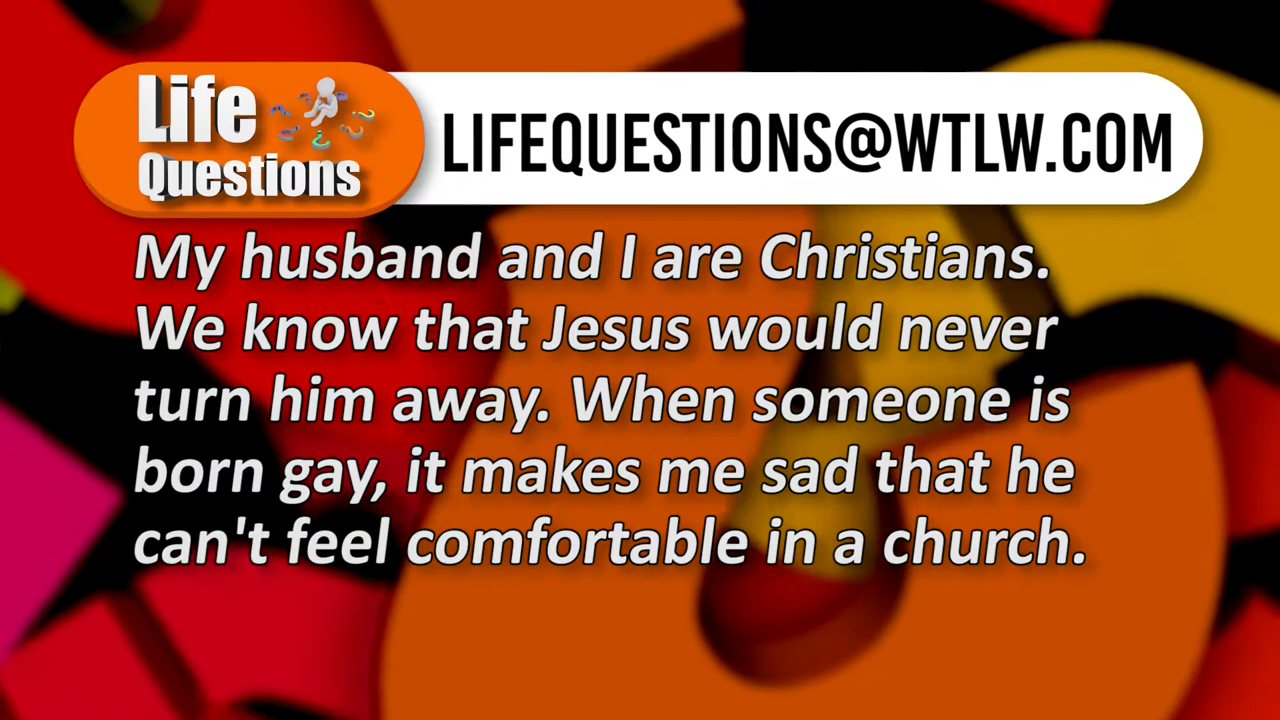 Life
Questions
LIFEQUESTIONS@WTLW.COM
My husband and I are Christians.
We know that Jesus would never
turn him away. When someone is
born gay, it makes me sad that he
can't feel comfortable in a church.